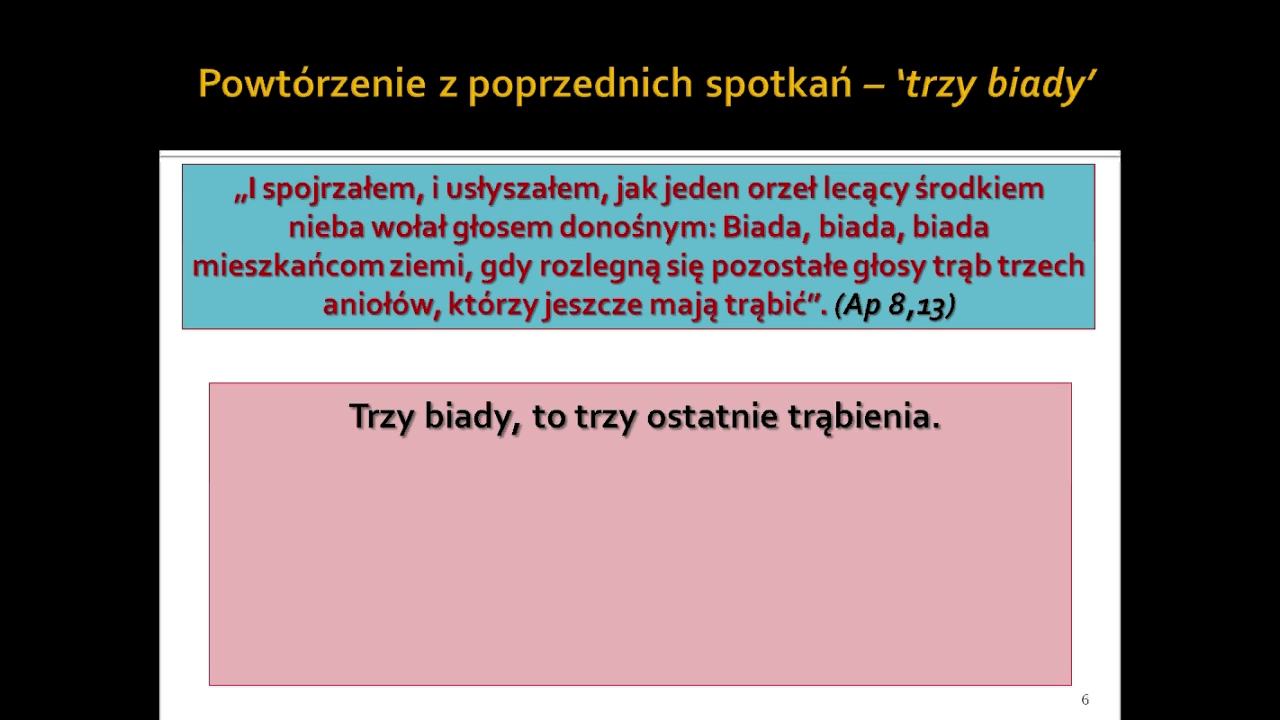 Powtórzenie z poprzednich spotkań – 'trzy biady'
„I spojrzałem, i usłyszałem, jak jeden orzeł lecący środkiem
nieba wołał głosem donośnym: Biada, biada, biada
mieszkańcom ziemi, gdy rozlegną się pozostałe głosy trąb trzech
aniołów, którzy jeszcze mają trąbić”. (Ap 8,13)
Trzy biady, to trzy ostatnie trąbienia.
6